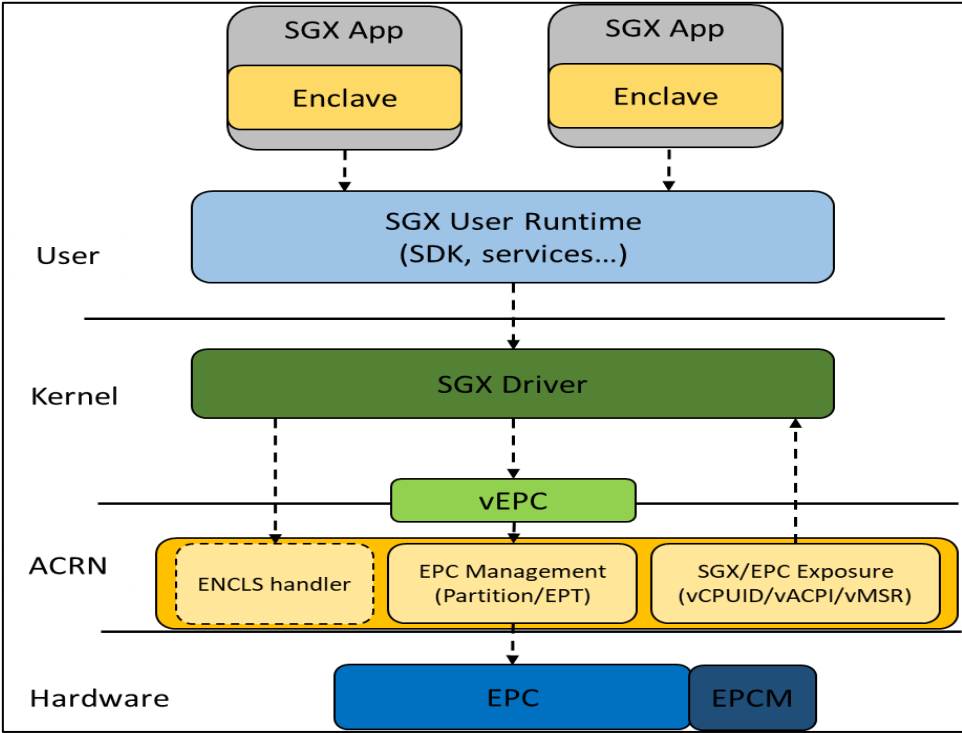 SGX App
SGX App
Enclave
Enclave
SGX User Runtime
(SDK, services...)
User
SGX Driver
Kernel
vEPC
ACRN
ENCLS handler
EPC Management
(Partition/EPT)
SGX/EPC Exposure
(vCPUID/vACPI/vMSR)
Hardware
EPC
EPCM